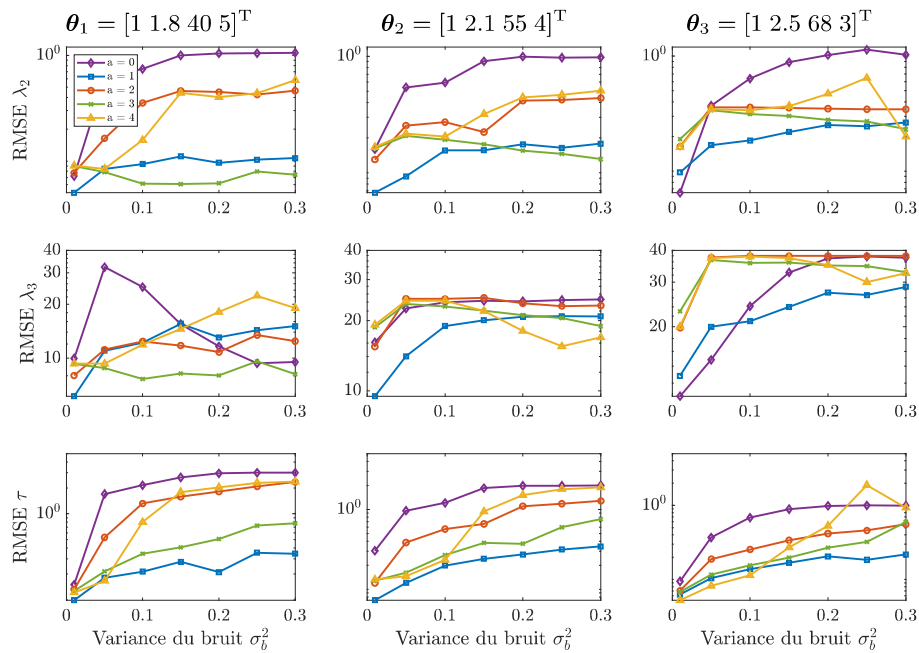 θ₁ = [1 1.8 40 5]ᵀ
θ₂ = [1 2.1 55 4]ᵀ
θ₃ = [1 2.5 68 3]ᵀ
RMSE λ₂
10⁰
a = 0
a = 1
a = 2
a = 3
a = 4
0 0.1 0.2 0.3
10⁰
0 0.1 0.2 0.3
10⁰
0 0.1 0.2 0.3
RMSE λ₃
40
30
20
10
0 0.1 0.2 0.3
40
30
20
10
0 0.1 0.2 0.3
40
30
20
0 0.1 0.2 0.3
RMSE τ
10⁰
0 0.1 0.2 0.3
Variance du bruit σ_b²
10⁰
0 0.1 0.2 0.3
Variance du bruit σ_b²
10⁰
0 0.1 0.2 0.3
Variance du bruit σ_b²